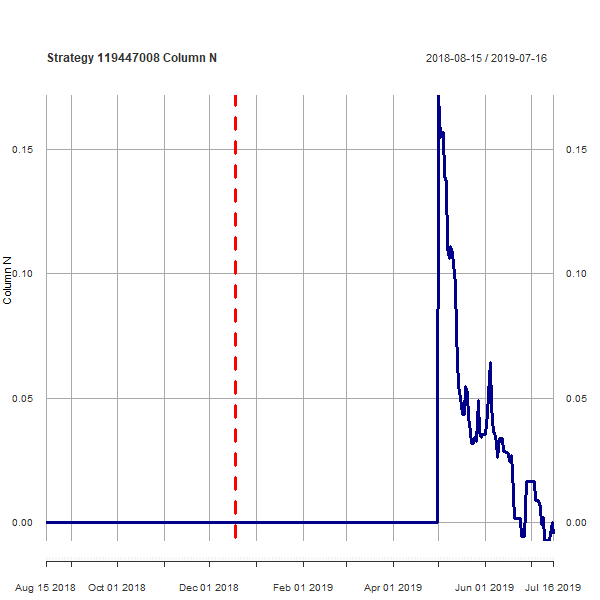 Strategy 119447008 Column N
2018-08-15 / 2019-07-16
0.15
0.15
Column N
0.10
0.10
0.05
0.05
0.00
0.00
Aug 15 2018
Oct 01 2018
Dec 01 2018
Feb 01 2019
Apr 01 2019
Jun 01 2019
Jul 16 2019